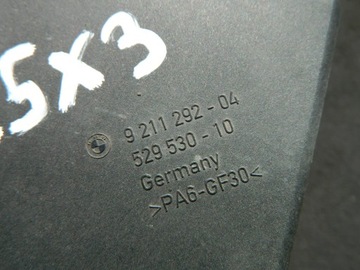 .5X3
9 211 292-04
529 530-10
Germany
>PA6-GF30<